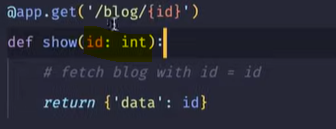 @app.get('/blog/{id}')
def show(id: int):
# fetch blog with id = id
return {'data': id}